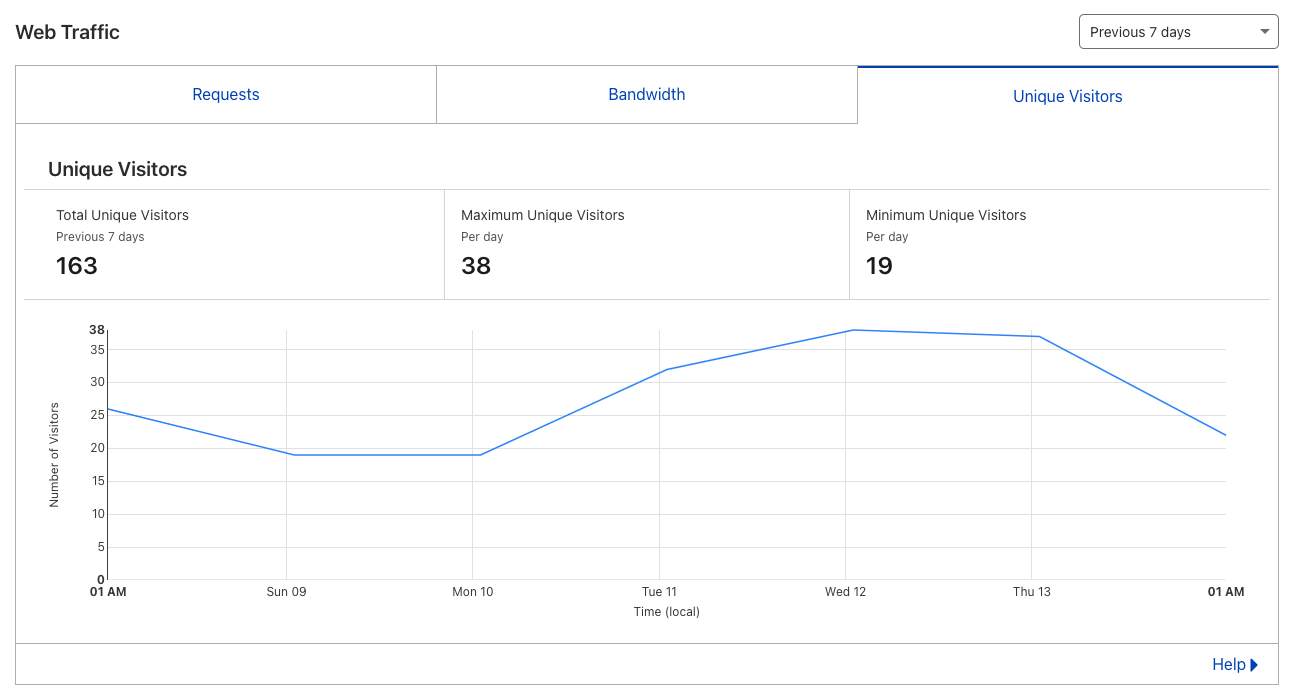 Web Traffic
Previous 7 days
Requests
Bandwidth
Unique Visitors
Unique Visitors
Total Unique Visitors
Previous 7 days
163
Maximum Unique Visitors
Per day
38
Minimum Unique Visitors
Per day
19
38
35
30
25
20
15
10
5
0
Number of Visitors
01 AM
Sun 09
Mon 10
Tue 11
Wed 12
Thu 13
01 AM
Time (local)
Help